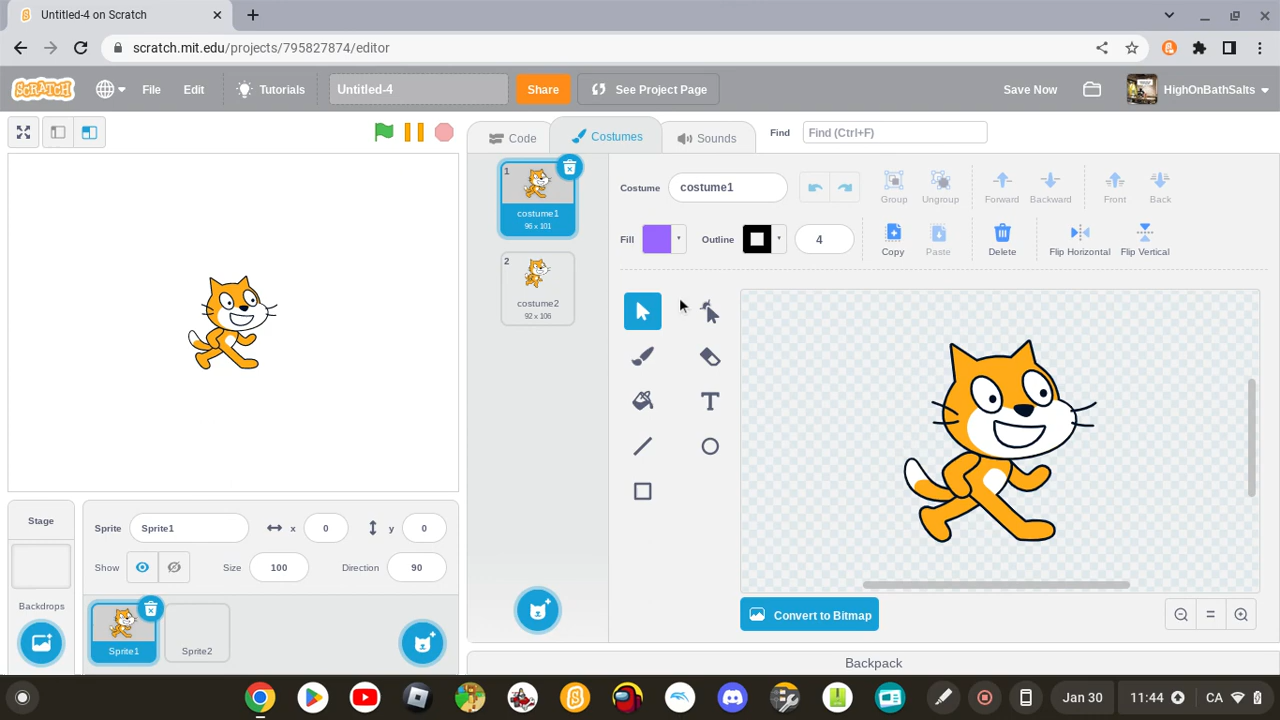 Untitled-4 on Scratch
scratch.mit.edu/projects/795827874/editor
SCRATCH File Edit Tutorials Untitled-4 Share See Project Page Save Now HighOnBathSalts
Code Costumes Sounds Find Find (Ctrl+F)
1
costume1
96 x 101
2
costume2
92 x 106
Costume costume1 Group Ungroup Forward Backward Front Back
Fill Outline 4 Copy Paste Delete Flip Horizontal Flip Vertical
T
Convert to Bitmap
Backpack
Sprite Sprite1 x 0 y 0
Show Size 100 Direction 90
Sprite1 Sprite2
Stage
Backdrops
Jan 30 11:44 CA